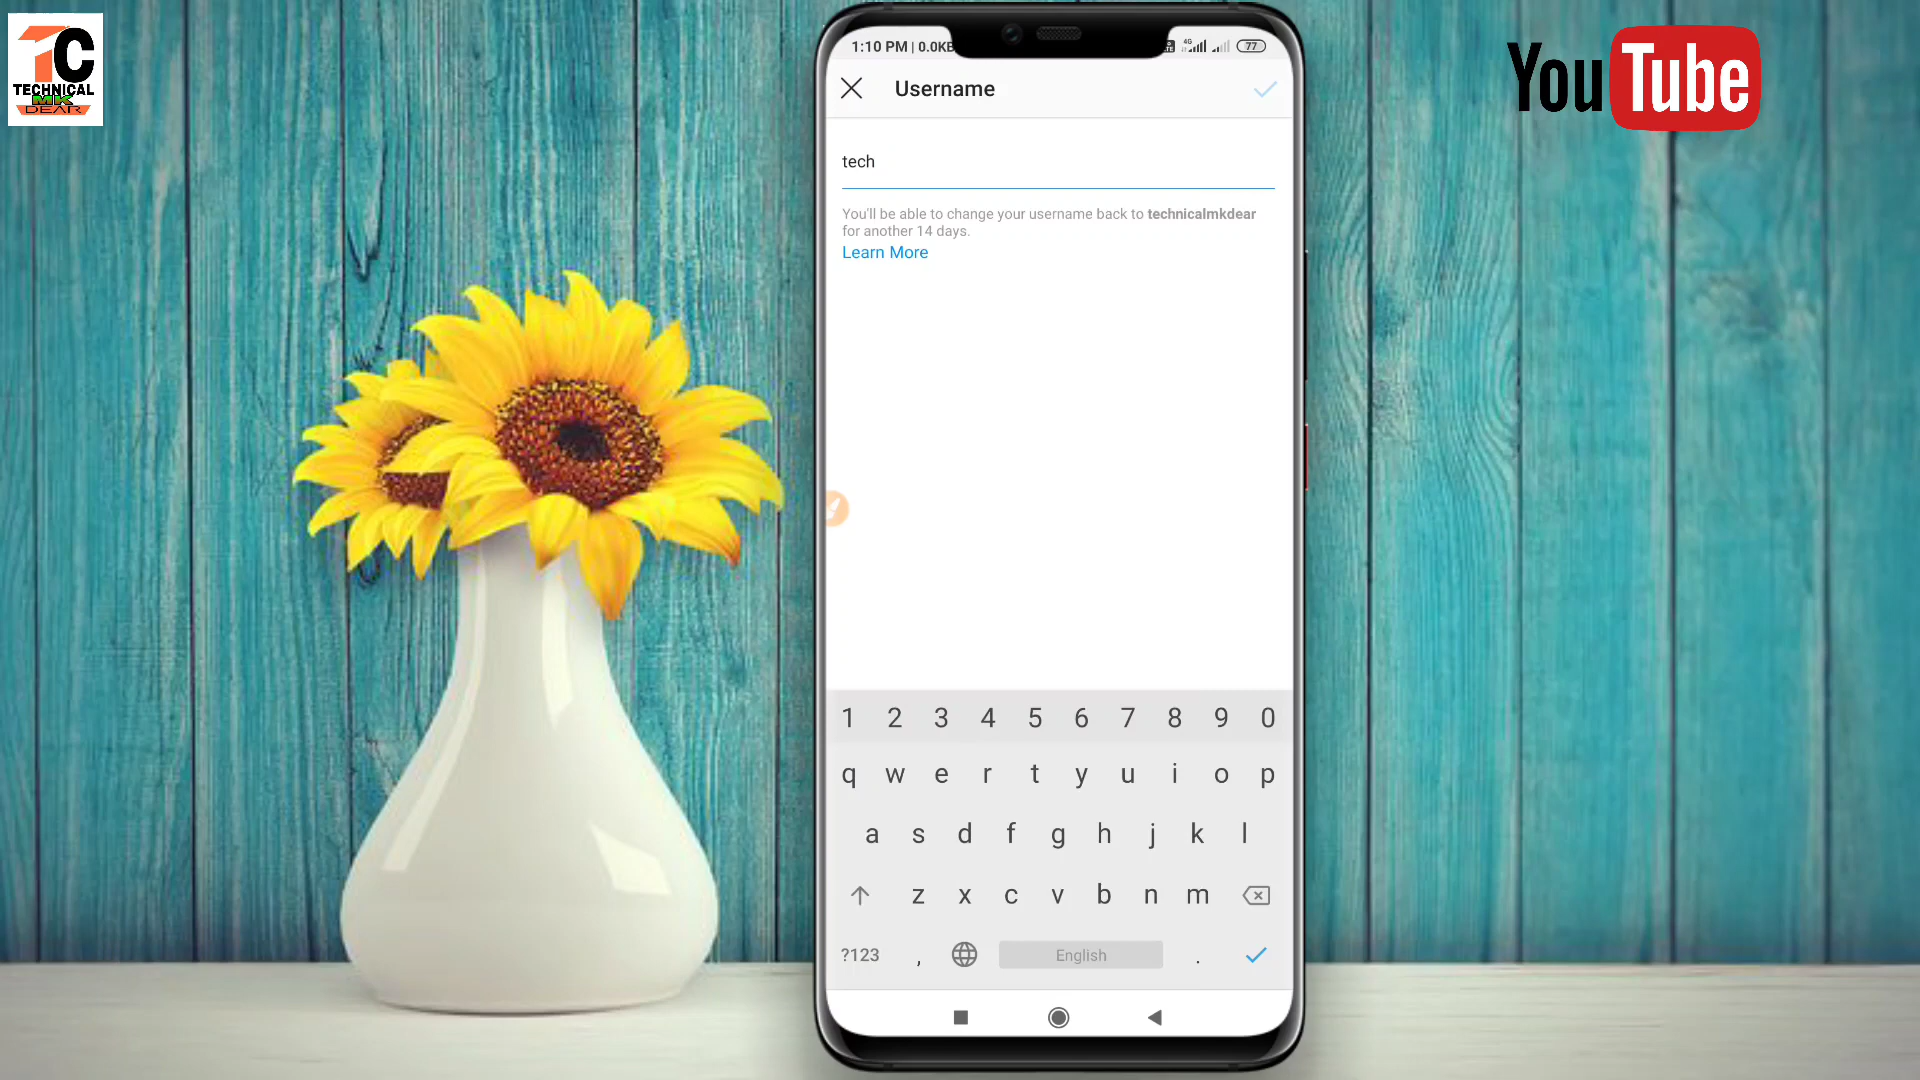 TC
TECHNICAL
MK
DEAR
YouTube
1:10 PM | 0.0KB
4G
77
Username
tech
You'll be able to change your username back to technicalmkdear
for another 14 days.
Learn More
1 2 3 4 5 6 7 8 9 0
q w e r t y u i o p
a s d f g h j k l
z x c v b n m
?123 , English .